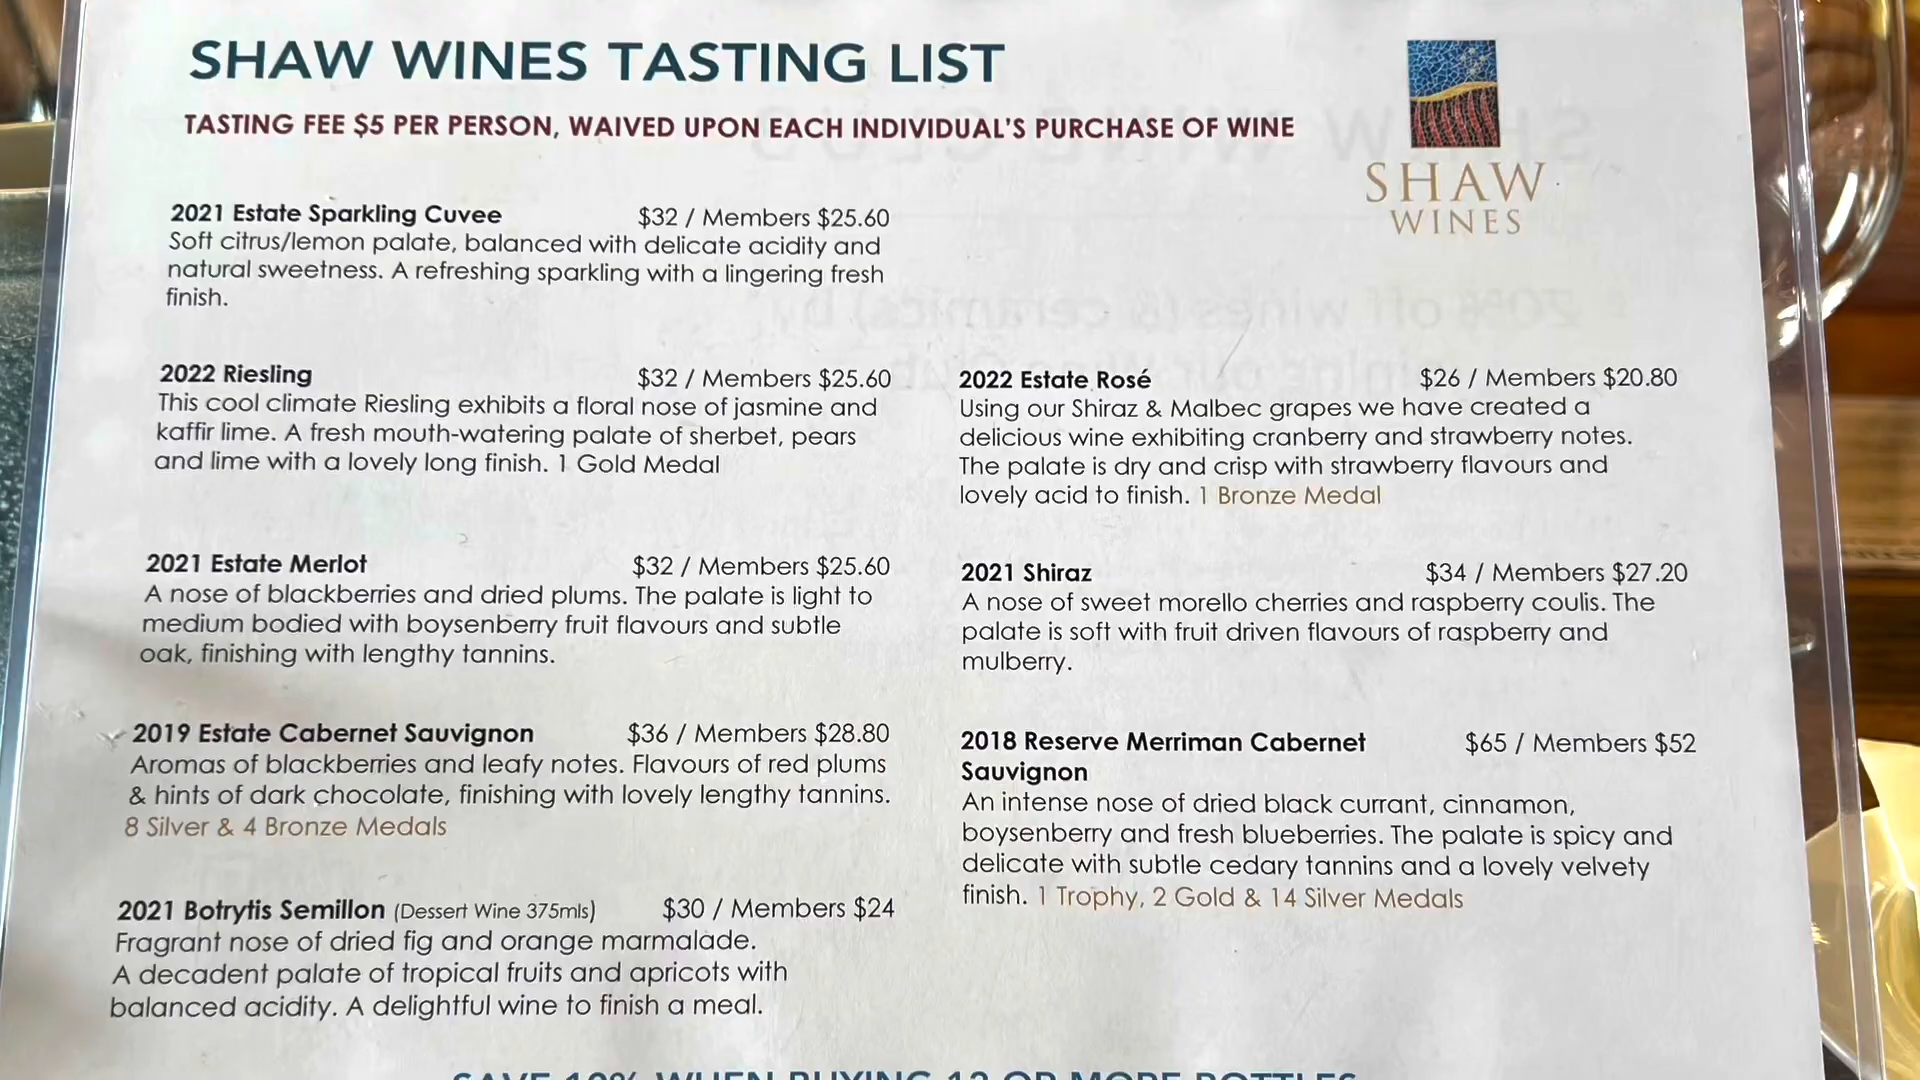 SHAW WINES TASTING LIST
TASTING FEE $5 PER PERSON, WAIVED UPON EACH INDIVIDUAL'S PURCHASE OF WINE
SHAW
WINES
2021 Estate Sparkling Cuvee $32 / Members $25.60
Soft citrus/lemon palate, balanced with delicate acidity and
natural sweetness. A refreshing sparkling with a lingering fresh
finish.
2022 Riesling $32 / Members $25.60
This cool climate Riesling exhibits a floral nose of jasmine and
kaffir lime. A fresh mouth-watering palate of sherbet, pears
and lime with a lovely long finish. 1 Gold Medal
2021 Estate Merlot $32 / Members $25.60
A nose of blackberries and dried plums. The palate is light to
medium bodied with boysenberry fruit flavours and subtle
oak, finishing with lengthy tannins.
2019 Estate Cabernet Sauvignon $36 / Members $28.80
Aromas of blackberries and leafy notes. Flavours of red plums
& hints of dark chocolate, finishing with lovely lengthy tannins.
8 Silver & 4 Bronze Medals
2021 Botrytis Semillon (Dessert Wine 375mls) $30 / Members $24
Fragrant nose of dried fig and orange marmalade.
A decadent palate of tropical fruits and apricots with
balanced acidity. A delightful wine to finish a meal.
2022 Estate Rosé $26 / Members $20.80
Using our Shiraz & Malbec grapes we have created a
delicious wine exhibiting cranberry and strawberry notes.
The palate is dry and crisp with strawberry flavours and
lovely acid to finish. 1 Bronze Medal
2021 Shiraz $34 / Members $27.20
A nose of sweet morello cherries and raspberry coulis. The
palate is soft with fruit driven flavours of raspberry and
mulberry.
2018 Reserve Merriman Cabernet $65 / Members $52
Sauvignon
An intense nose of dried black currant, cinnamon,
boysenberry and fresh blueberries. The palate is spicy and
delicate with subtle cedary tannins and a lovely velvety
finish. 1 Trophy, 2 Gold & 14 Silver Medals
SAVE 10% WHEN BUYING 12 OR MORE BOTTLES